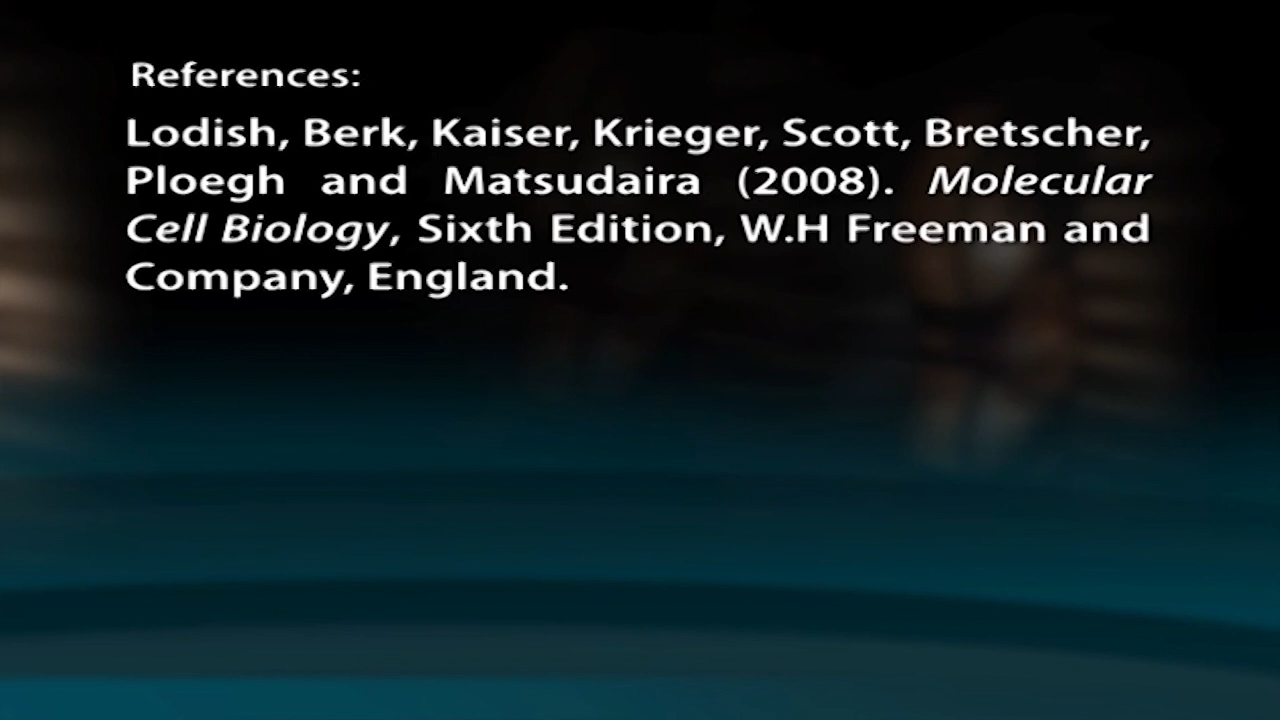 References:
Lodish, Berk, Kaiser, Krieger, Scott, Bretscher,
Ploegh and Matsudaira (2008). Molecular
Cell Biology, Sixth Edition, W.H Freeman and
Company, England.